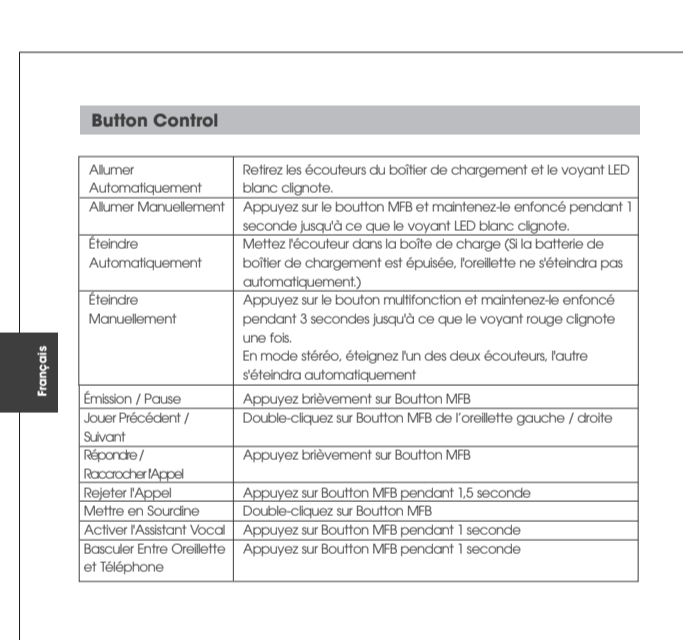 Button Control
Allumer
Automatiquement
Retirez les écouteurs du boîtier de chargement et le voyant LED
blanc clignote.
Allumer Manuellement
Appuyez sur le boutton MFB et maintenez-le enfoncé pendant 1
seconde jusqu'à ce que le voyant LED blanc clignote.
Éteindre
Automatiquement
Mettez l'écouteur dans la boîte de charge (Si la batterie de
boîtier de chargement est épuisée, l'oreillette ne s'éteindra pas
automatiquement.)
Éteindre
Manuellement
Appuyez sur le bouton multifonction et maintenez-le enfoncé
pendant 3 secondes jusqu'à ce que le voyant rouge clignote
une fois.
En mode stéréo, éteignez l'un des deux écouteurs, l'autre
s'éteindra automatiquement
Émission / Pause
Appuyez brièvement sur Boutton MFB
Jouer Précédent /
Suivant
Double-cliquez sur Boutton MFB de l'oreillette gauche / droite
Répondre /
Raccrocher l'Appel
Appuyez brièvement sur Boutton MFB
Rejeter l'Appel
Appuyez sur Boutton MFB pendant 1,5 seconde
Mettre en Sourdine
Double-cliquez sur Boutton MFB
Activer l'Assistant Vocal
Appuyez sur Boutton MFB pendant 1 seconde
Basculer Entre Oreillette
et Téléphone
Appuyez sur Boutton MFB pendant 1 seconde
Français